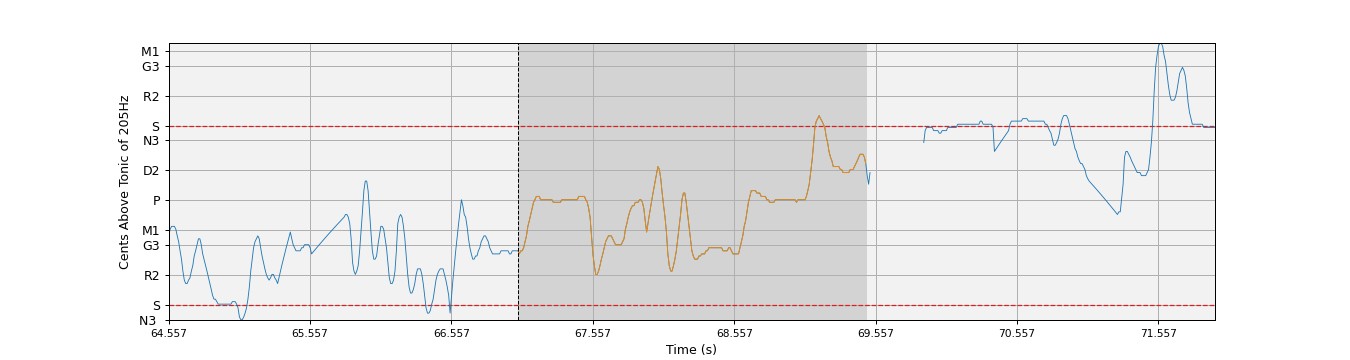 Cents Above Tonic of 205Hz
M1
G3
R2
S
N3
D2
P
M1
G3
R2
S
N3
64.557 65.557 66.557 67.557 68.557 69.557 70.557 71.557
Time (s)